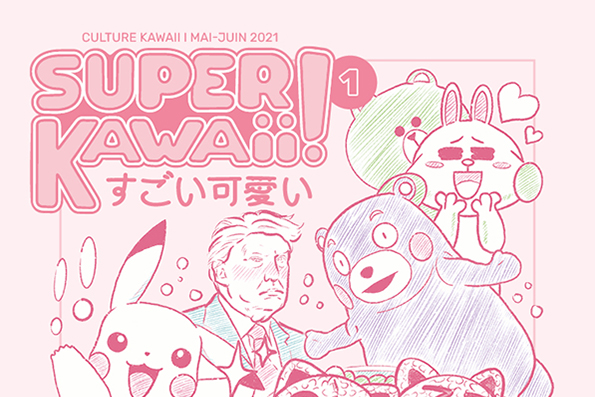 CULTURE KAWAII I MAI-JUIN 2021
SUPER
KAWAii!
1
すごい可愛い